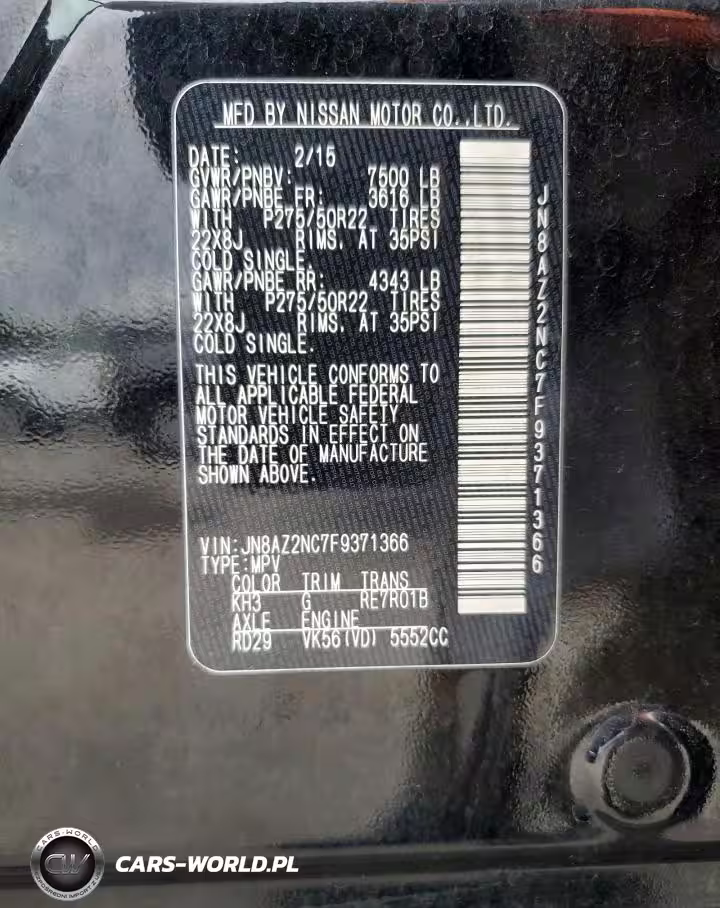 MFD BY NISSAN MOTOR CO.,LTD.
DATE: 2/15
GVWR/PNBV: 7500 LB
GAWR/PNBE FR: 3616 LB
WITH P275/50R22 TIRES
22X8J RIMS. AT 35PSI
COLD SINGLE.
GAWR/PNBE RR: 4343 LB
WITH P275/50R22 TIRES
22X8J RIMS. AT 35PSI
COLD SINGLE.
THIS VEHICLE CONFORMS TO
ALL APPLICABLE FEDERAL
MOTOR VEHICLE SAFETY
STANDARDS IN EFFECT ON
THE DATE OF MANUFACTURE
SHOWN ABOVE.
VIN:JN8AZ2NC7F9371366
TYPE:MPV
COLOR TRIM TRANS
KH3 G RE7R01B
AXLE ENGINE
RD29 VK56(VD) 5552CC
JN8AZ2NC7F9371366
CARS-WORLD
CW
CARS-WORLD.PL